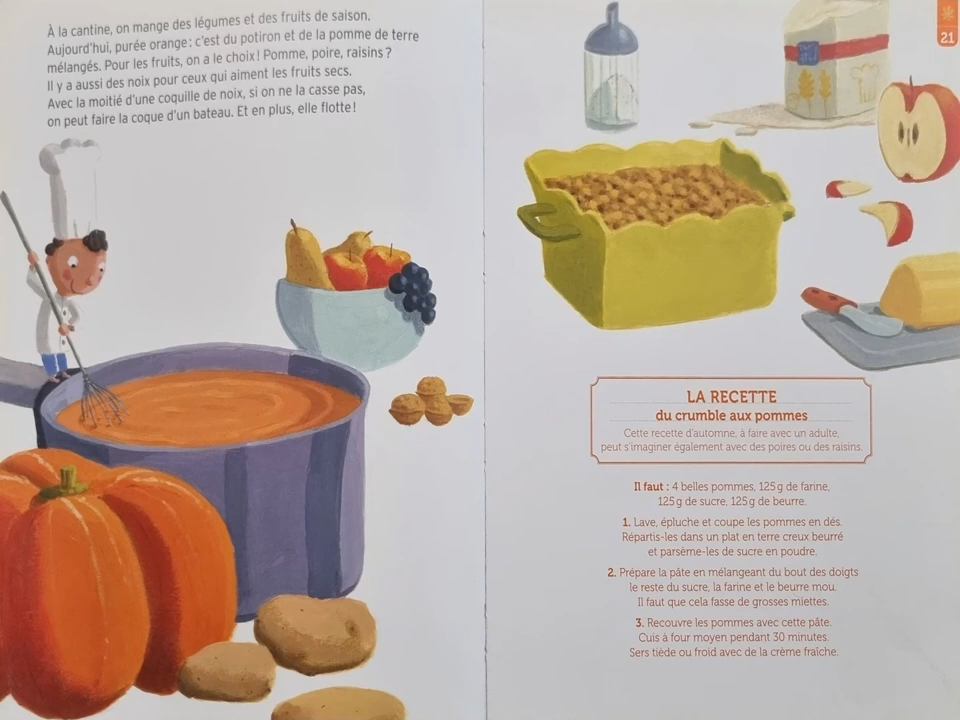 À la cantine, on mange des légumes et des fruits de saison.
Aujourd'hui, purée orange : c'est du potiron et de la pomme de terre
mélangés. Pour les fruits, on a le choix ! Pomme, poire, raisins ?
Il y a aussi des noix pour ceux qui aiment les fruits secs.
Avec la moitié d'une coquille de noix, si on ne la casse pas,
on peut faire la coque d'un bateau. Et en plus, elle flotte !
21
LA RECETTE
du crumble aux pommes
Cette recette d'automne, à faire avec un adulte,
peut s'imaginer également avec des poires ou des raisins.
Il faut : 4 belles pommes, 125 g de farine,
125 g de sucre, 125 g de beurre.
1. Lave, épluche et coupe les pommes en dés.
Répartis-les dans un plat en terre creux beurré
et parsème-les de sucre en poudre.
2. Prépare la pâte en mélangeant du bout des doigts
le reste du sucre, la farine et le beurre mou.
Il faut que cela fasse de grosses miettes.
3. Recouvre les pommes avec cette pâte.
Cuis à four moyen pendant 30 minutes.
Sers tiède ou froid avec de la crème fraîche.